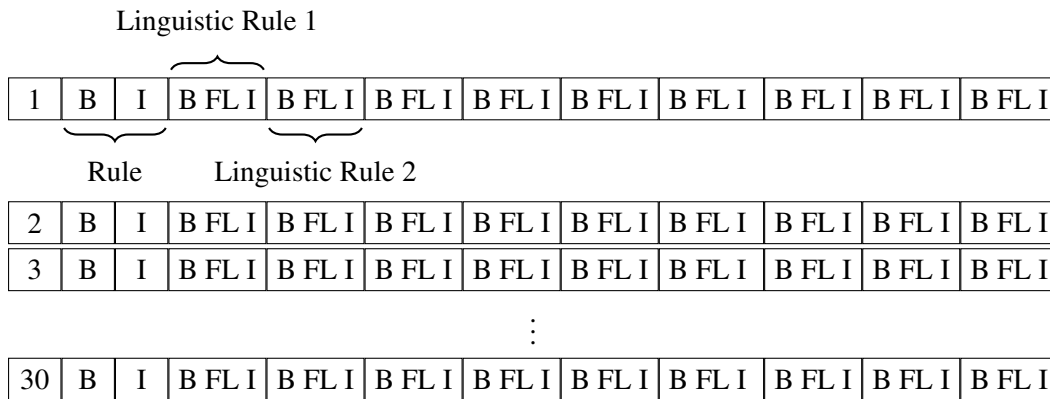 Linguistic Rule 1
1 B I B FL I B FL I B FL I B FL I B FL I B FL I B FL I B FL I B FL I
Rule Linguistic Rule 2
2 B I B FL I B FL I B FL I B FL I B FL I B FL I B FL I B FL I B FL I
3 B I B FL I B FL I B FL I B FL I B FL I B FL I B FL I B FL I B FL I
⋮
30 B I B FL I B FL I B FL I B FL I B FL I B FL I B FL I B FL I B FL I